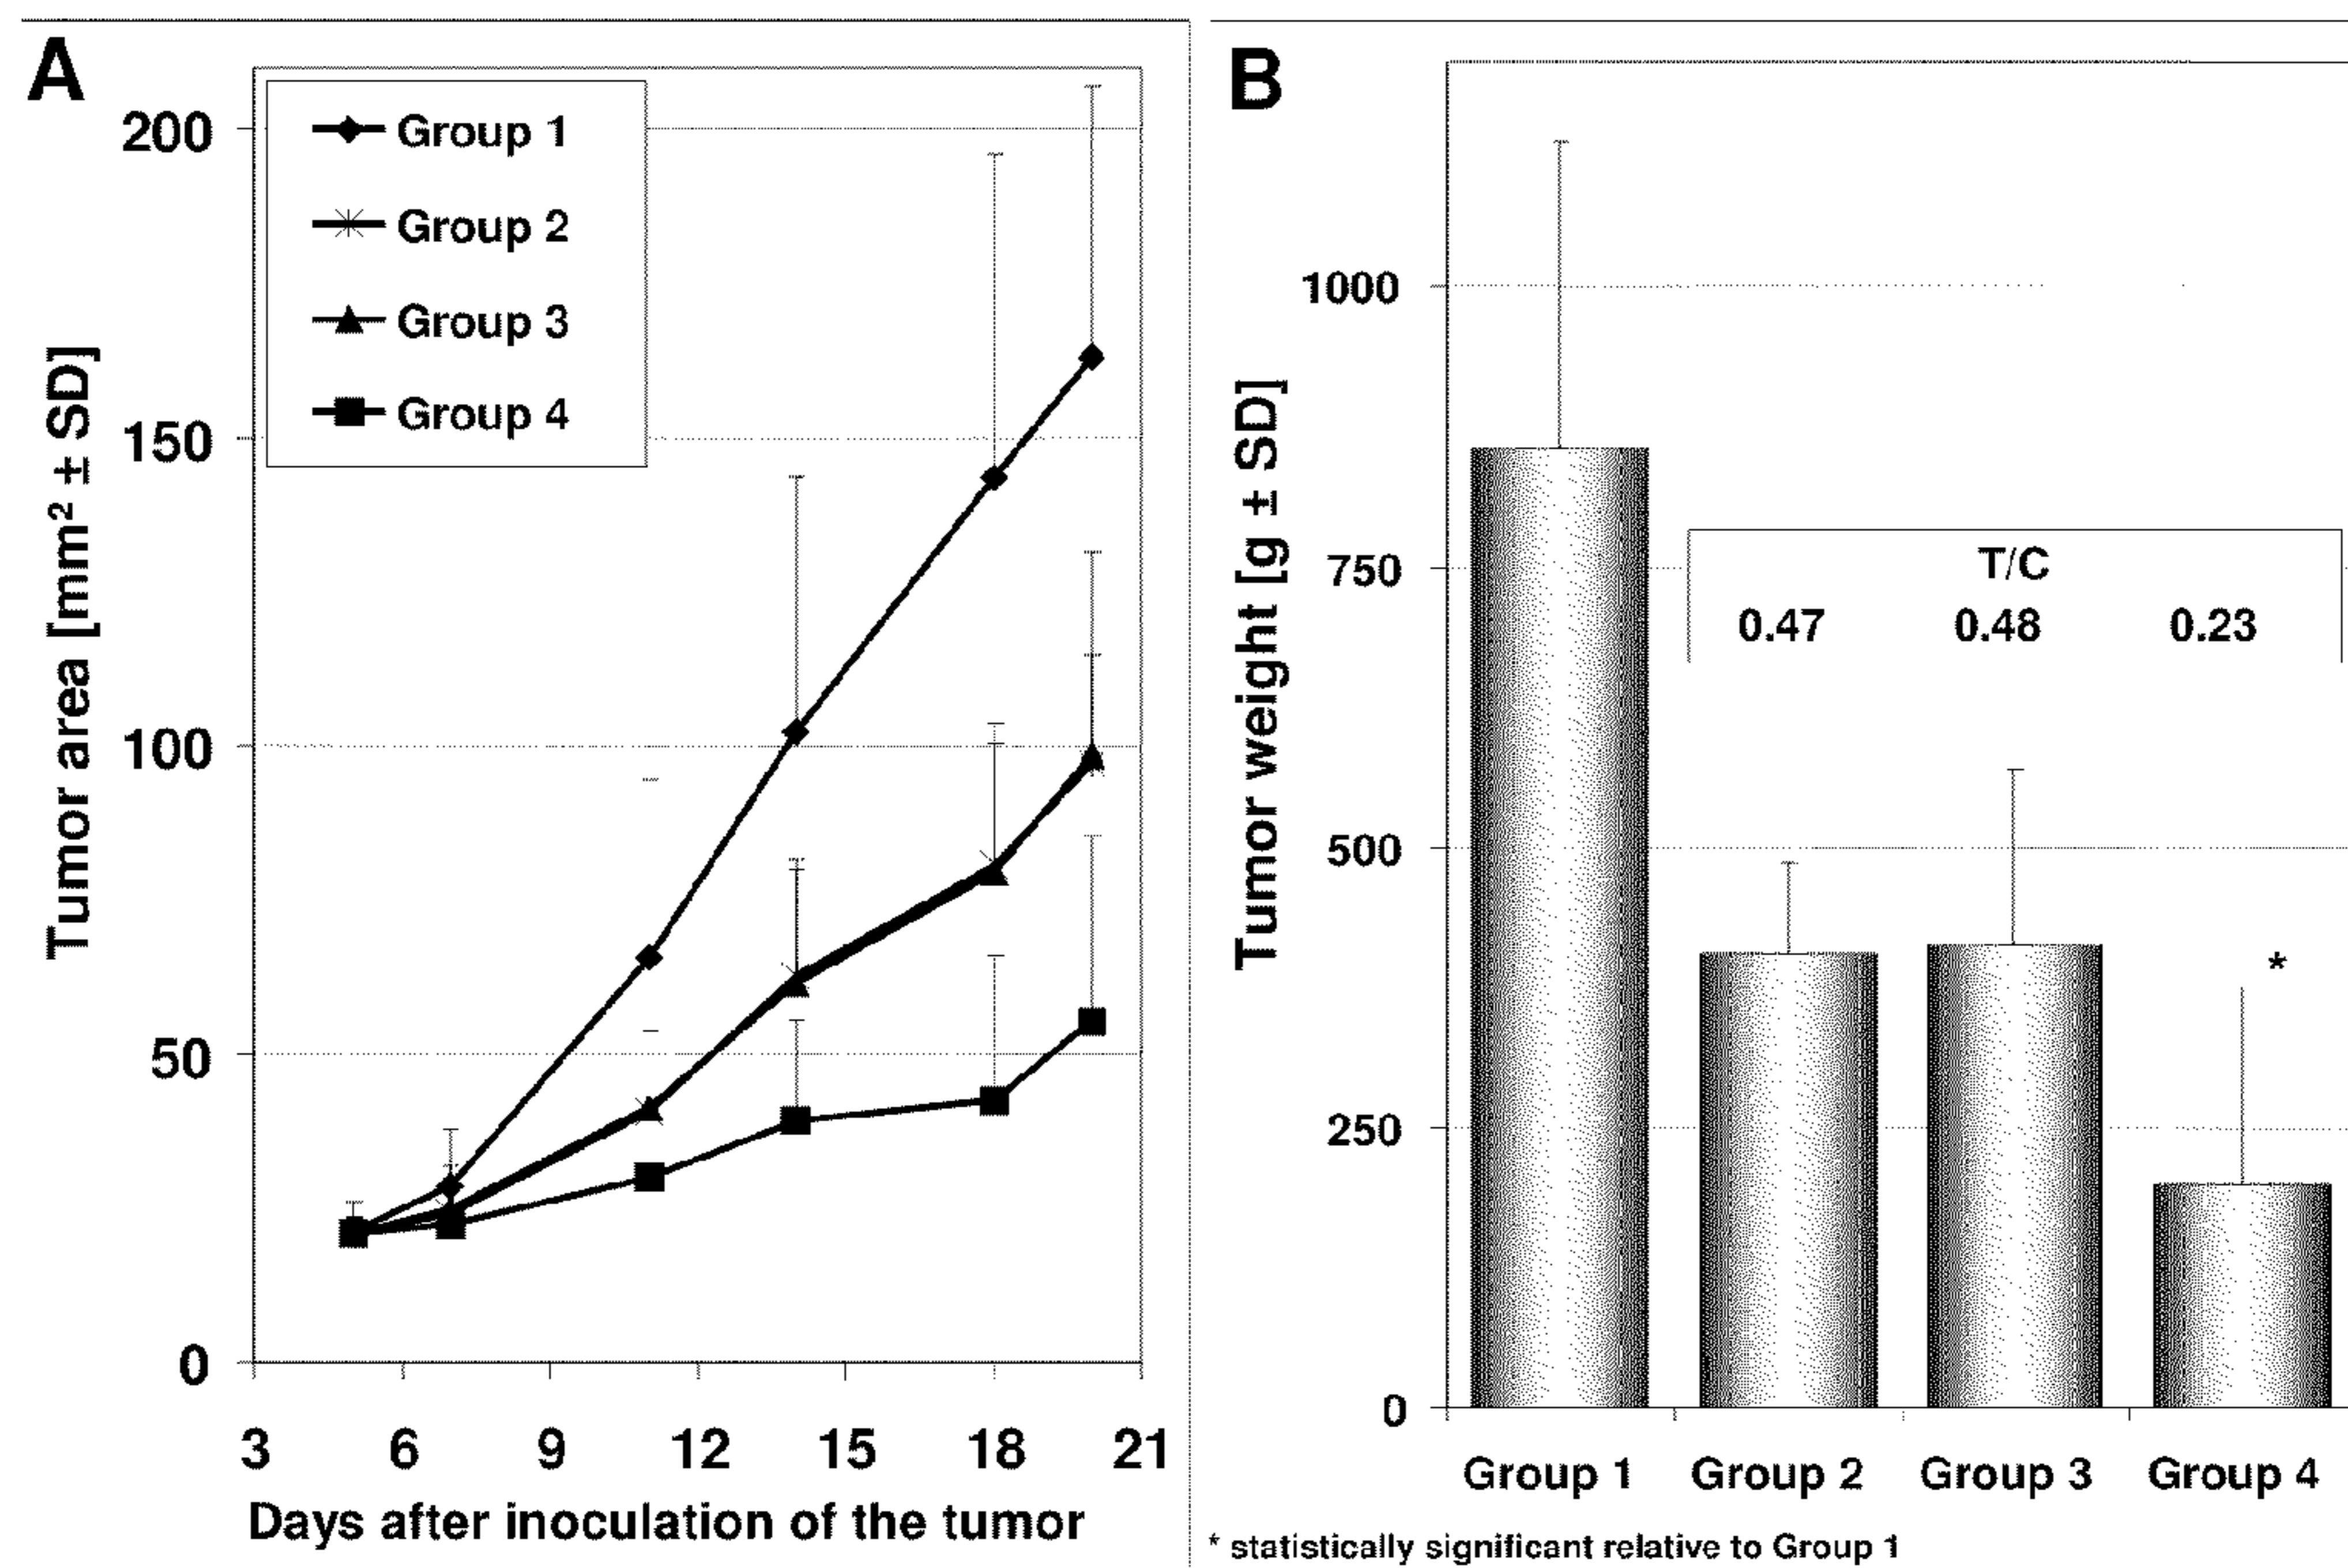 A
Tumor area [mm² ± SD]
200
150
100
50
0
Group 1
Group 2
Group 3
Group 4
3 6 9 12 15 18 21
Days after inoculation of the tumor
B
Tumor weight [g ± SD]
1000
750
500
250
0
T/C
0.47 0.48 0.23
*
Group 1 Group 2 Group 3 Group 4
* statistically significant relative to Group 1